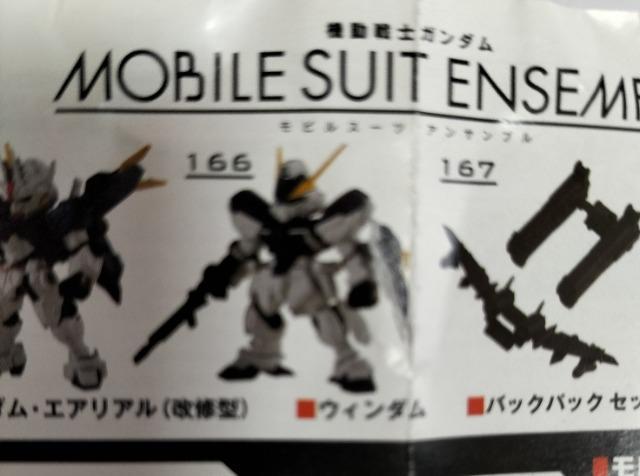 機動戦士ガンダム
MOBILE SUIT ENSEM
モビルスーツ アンサンブル
166
167
ム・エアリアル(改修型)
■ウィンダム
■バックパック セッ
■モ